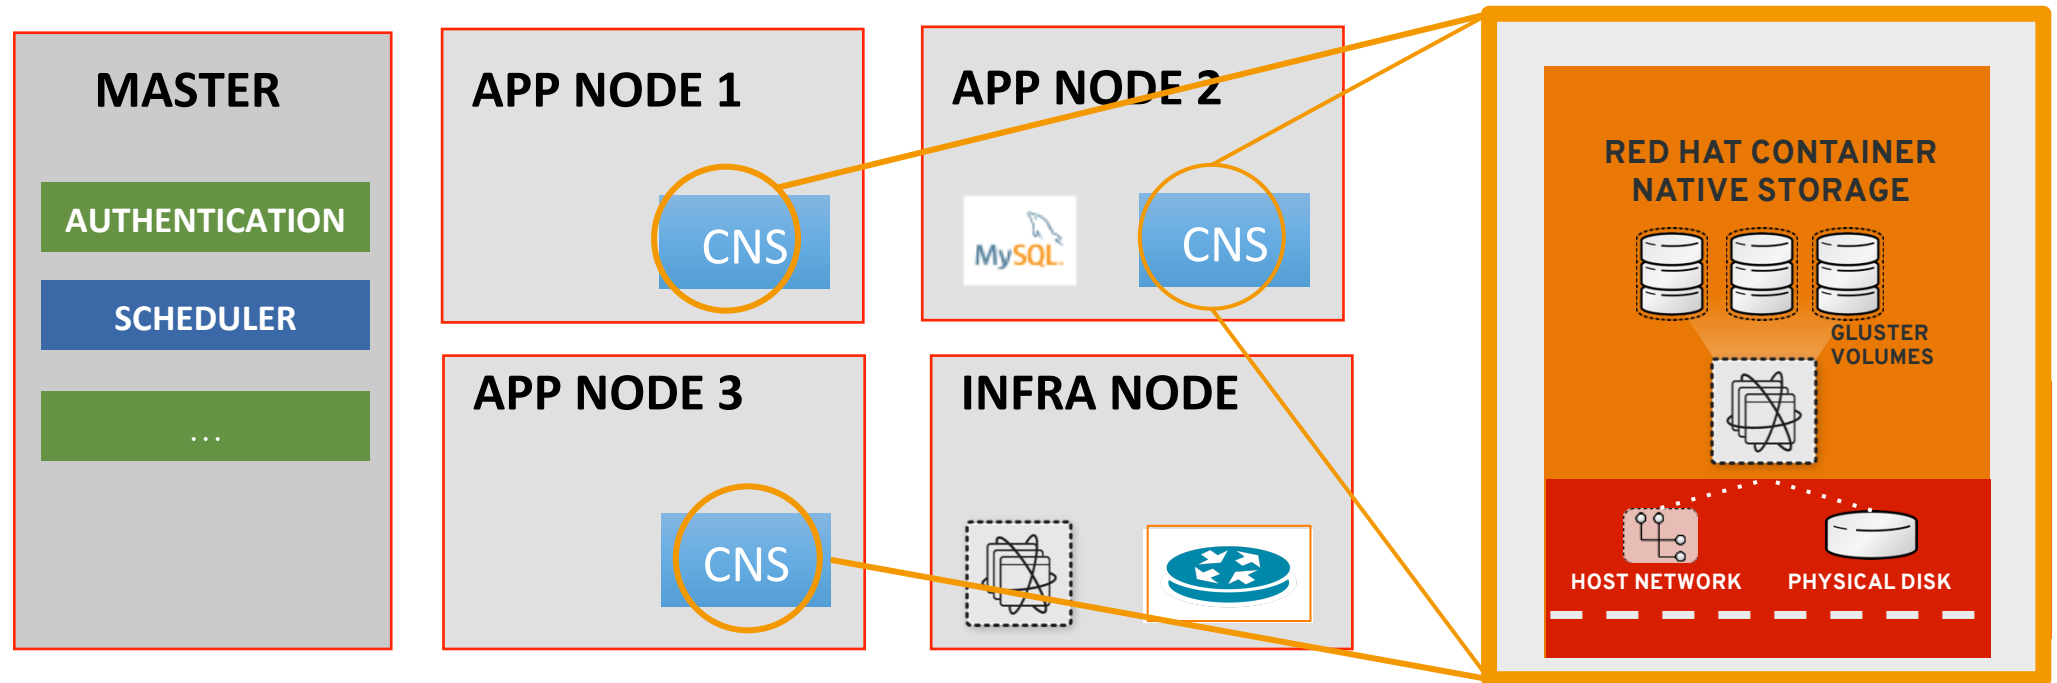 MASTER
AUTHENTICATION
SCHEDULER
...
APP NODE 1
CNS
APP NODE 2
MySQL
CNS
APP NODE 3
CNS
INFRA NODE
RED HAT CONTAINER
NATIVE STORAGE
GLUSTER
VOLUMES
HOST NETWORK
PHYSICAL DISK